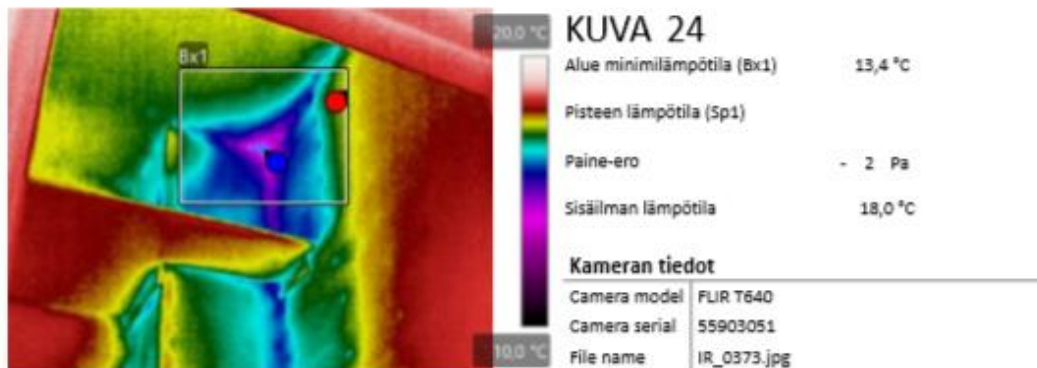 Bx1
20,0 °C
10,0 °C
KUVA 24
Alue minimilämpötila (Bx1) 13,4 °C
Pisteen lämpötila (Sp1)
Paine-ero - 2 Pa
Sisäilman lämpötila 18,0 °C
Kameran tiedot
Camera model FLIR T640
Camera serial 55903051
File name IR_0373.jpg